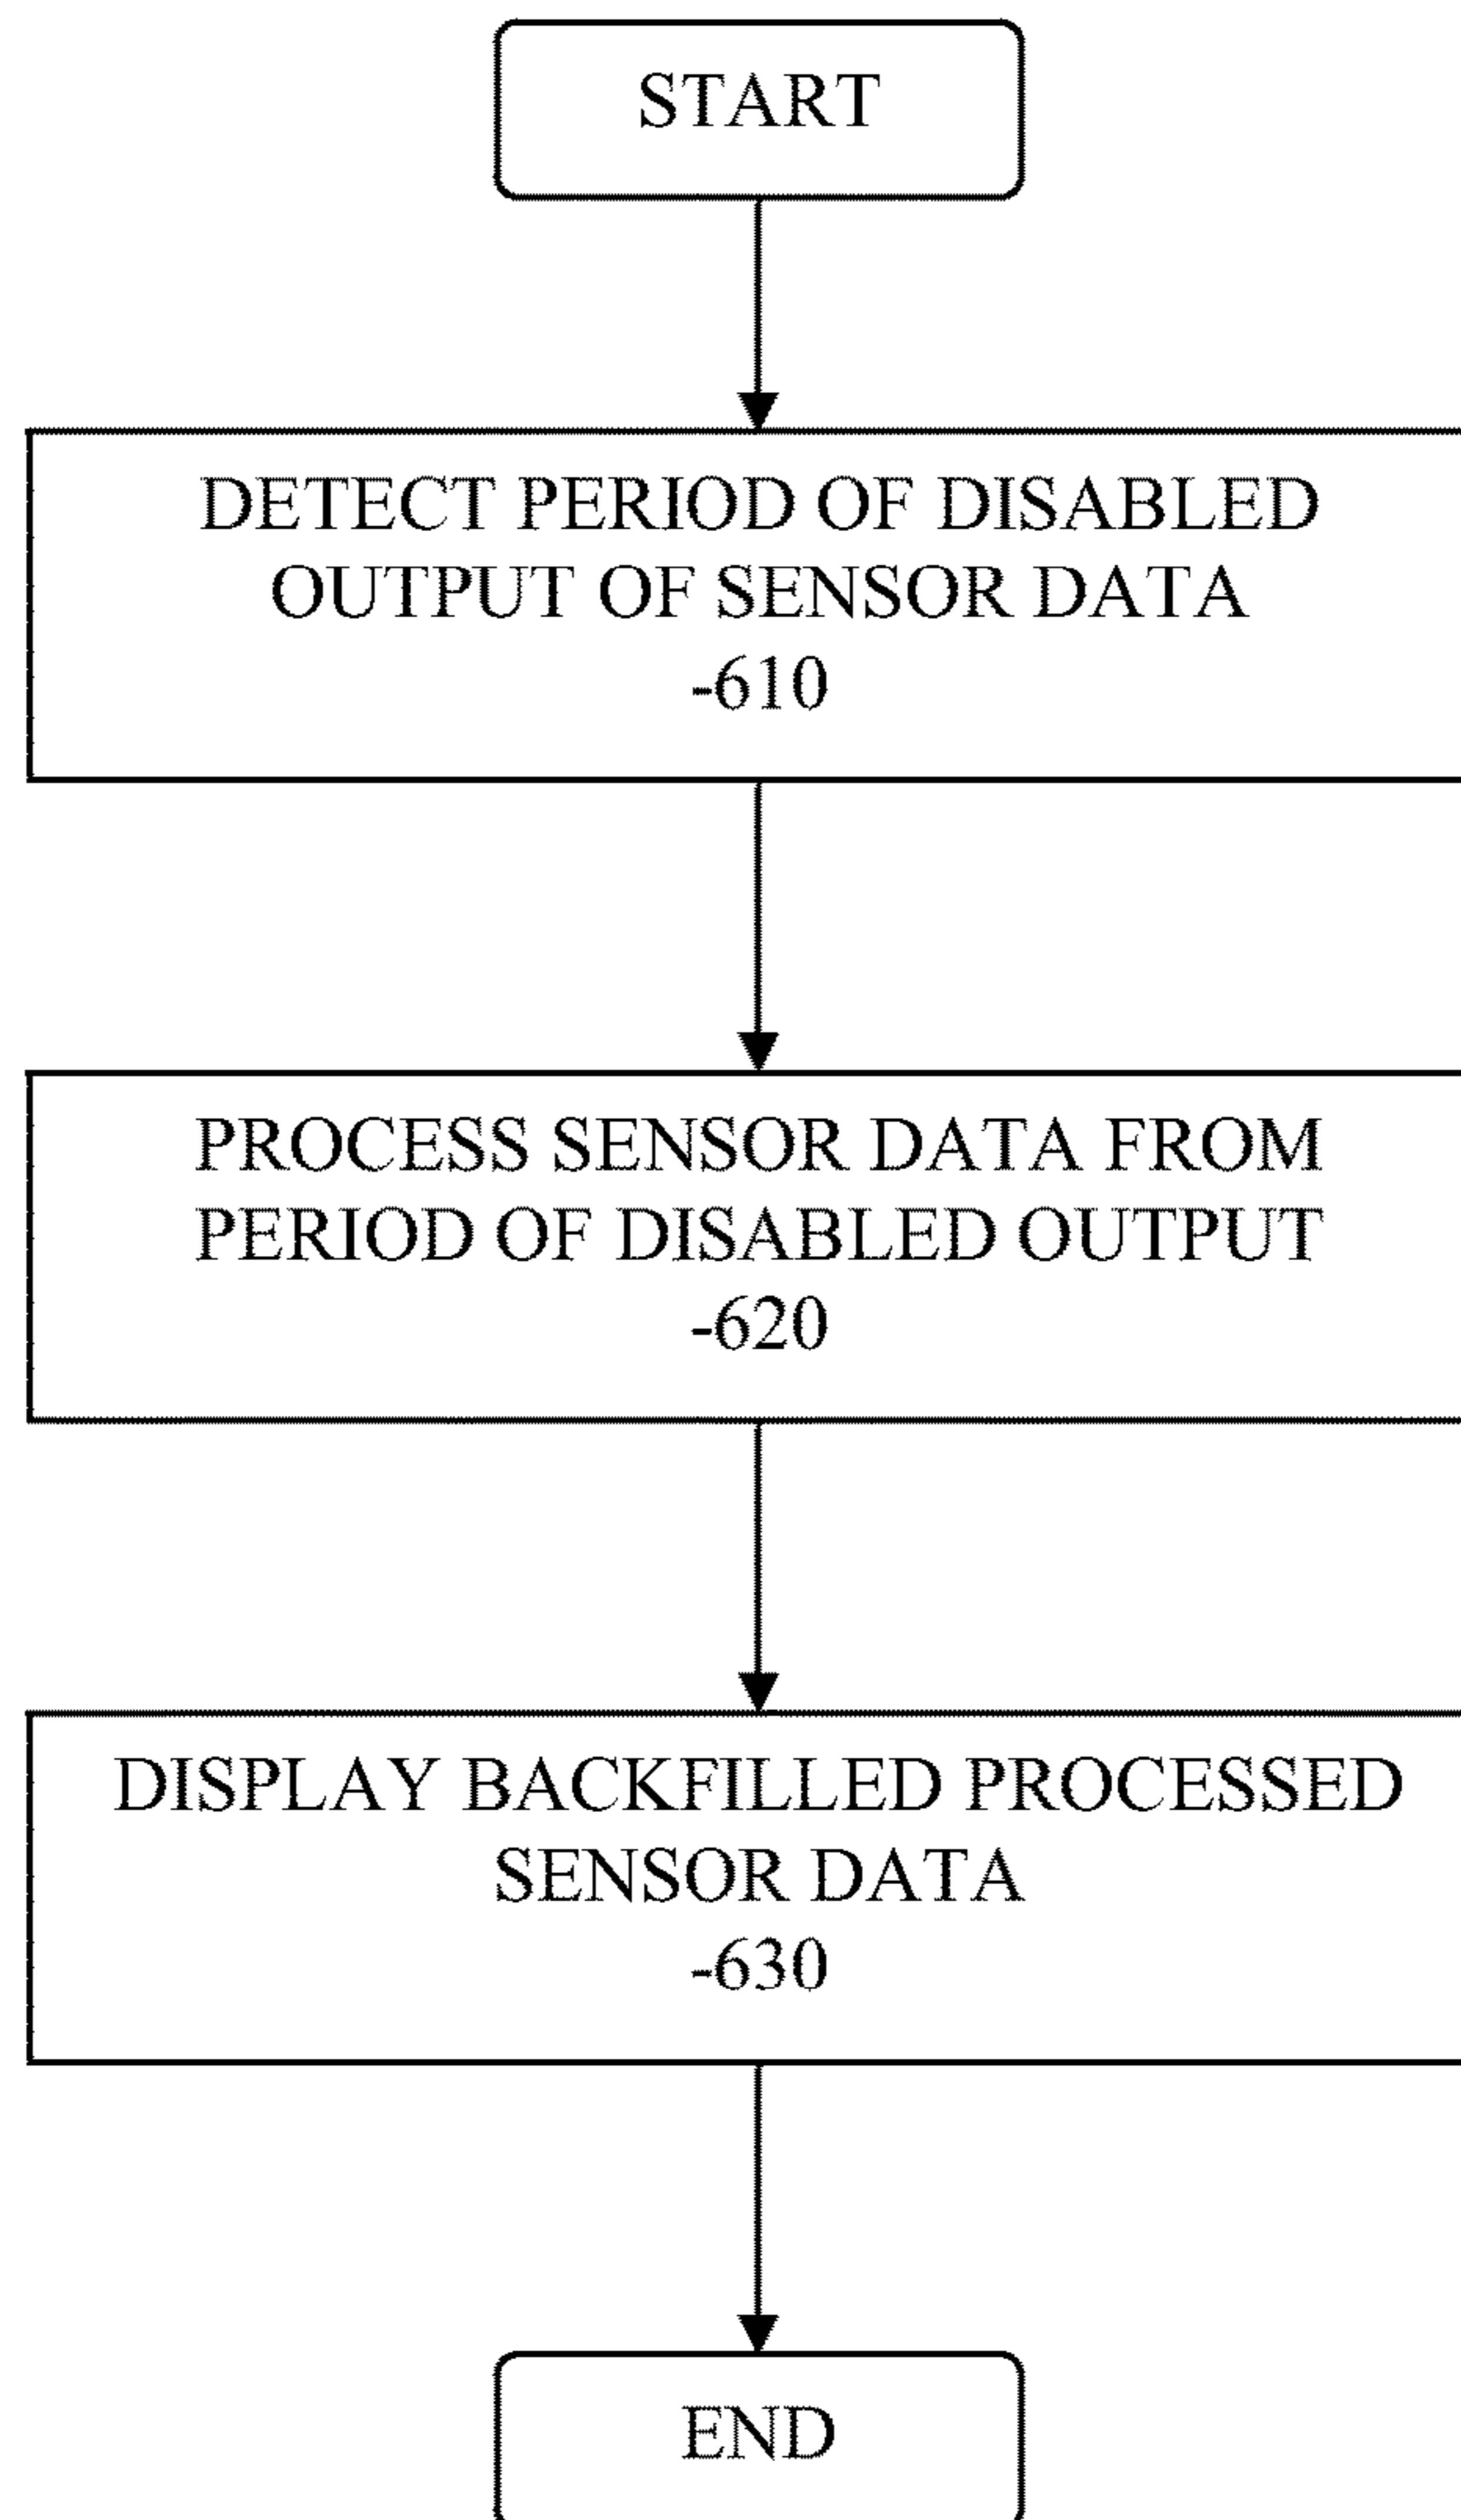 START
DETECT PERIOD OF DISABLED
OUTPUT OF SENSOR DATA
-610
PROCESS SENSOR DATA FROM
PERIOD OF DISABLED OUTPUT
-620
DISPLAY BACKFILLED PROCESSED
SENSOR DATA
-630
END